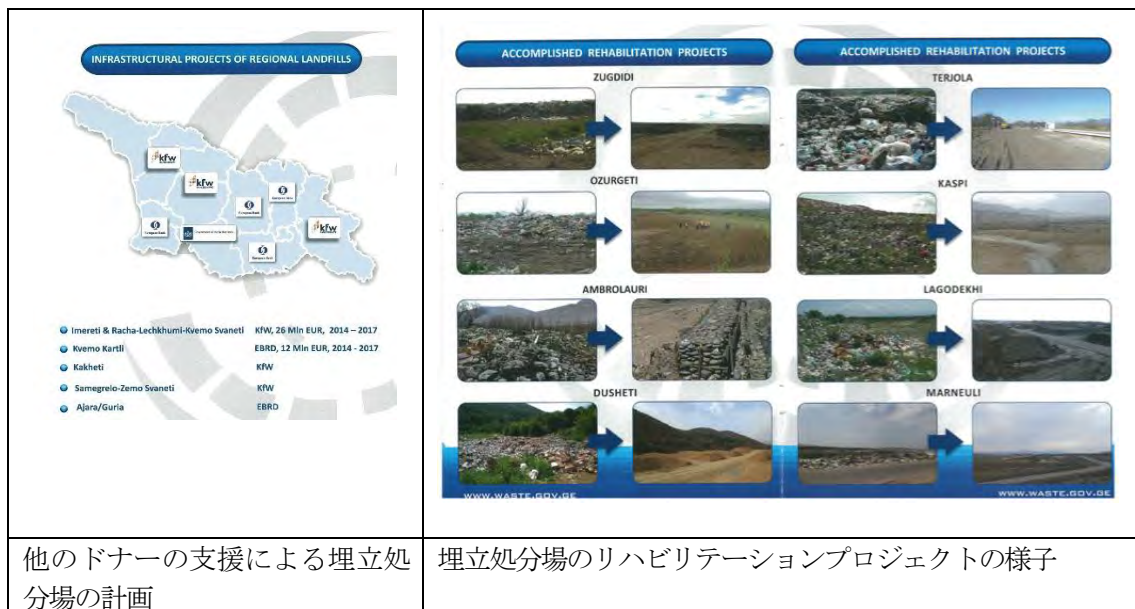 INFRASTRUCTURAL PROJECTS OF REGIONAL LANDFILLS
kfw
kfw
kfw
Imereti & Racha-Lechkhumi-Kvemo Svaneti KfW, 26 Mln EUR, 2014 – 2017
Kvemo Kartli EBRD, 12 Mln EUR, 2014 - 2017
Kakheti KfW
Samegrelo-Zemo Svaneti KfW
Ajara/Guria EBRD
ACCOMPLISHED REHABILITATION PROJECTS
ACCOMPLISHED REHABILITATION PROJECTS
ZUGDIDI
TERJOLA
OZURGETI
KASPI
AMBROLAURI
LAGODEKHI
DUSHETI
MARNEULI
WWW.WASTE.GOV.GE
WWW.WASTE.GOV.GE
他のドナーの支援による埋立処
分場の計画
埋立処分場のリハビリテーションプロジェクトの様子